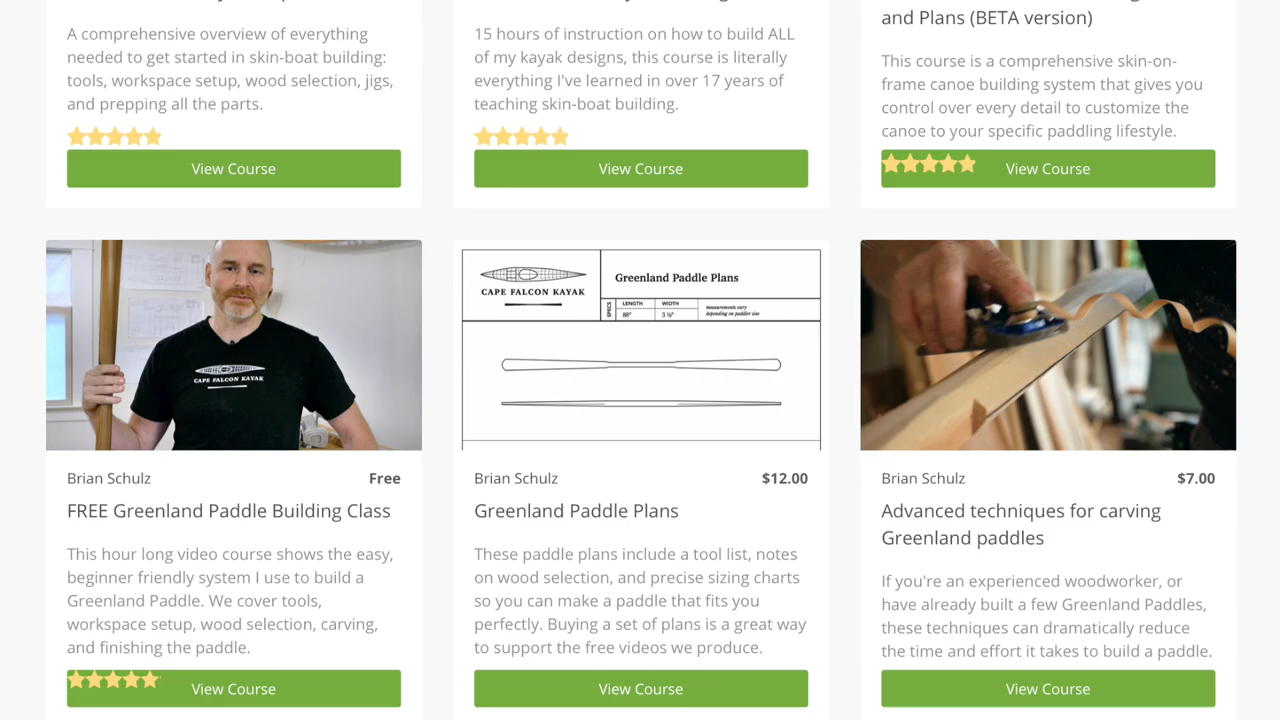 A comprehensive overview of everything
needed to get started in skin-boat building:
tools, workspace setup, wood selection, jigs,
and prepping all the parts.
View Course
15 hours of instruction on how to build ALL
of my kayak designs, this course is literally
everything I've learned in over 17 years of
teaching skin-boat building.
View Course
and Plans (BETA version)
This course is a comprehensive skin-on-
frame canoe building system that gives you
control over every detail to customize the
canoe to your specific paddling lifestyle.
View Course
CAPE FALCON KAYAK
Brian Schulz
Free
FREE Greenland Paddle Building Class
This hour long video course shows the easy,
beginner friendly system I use to build a
Greenland Paddle. We cover tools,
workspace setup, wood selection, carving,
and finishing the paddle.
View Course
CAPE FALCON KAYAK
Greenland Paddle Plans
SPECS
LENGTH
WIDTH
88"
3 ½"
measurements vary
depending on paddler size
Brian Schulz
$12.00
Greenland Paddle Plans
These paddle plans include a tool list, notes
on wood selection, and precise sizing charts
so you can make a paddle that fits you
perfectly. Buying a set of plans is a great way
to support the free videos we produce.
View Course
Brian Schulz
$7.00
Advanced techniques for carving
Greenland paddles
If you're an experienced woodworker, or
have already built a few Greenland Paddles,
these techniques can dramatically reduce
the time and effort it takes to build a paddle.
View Course